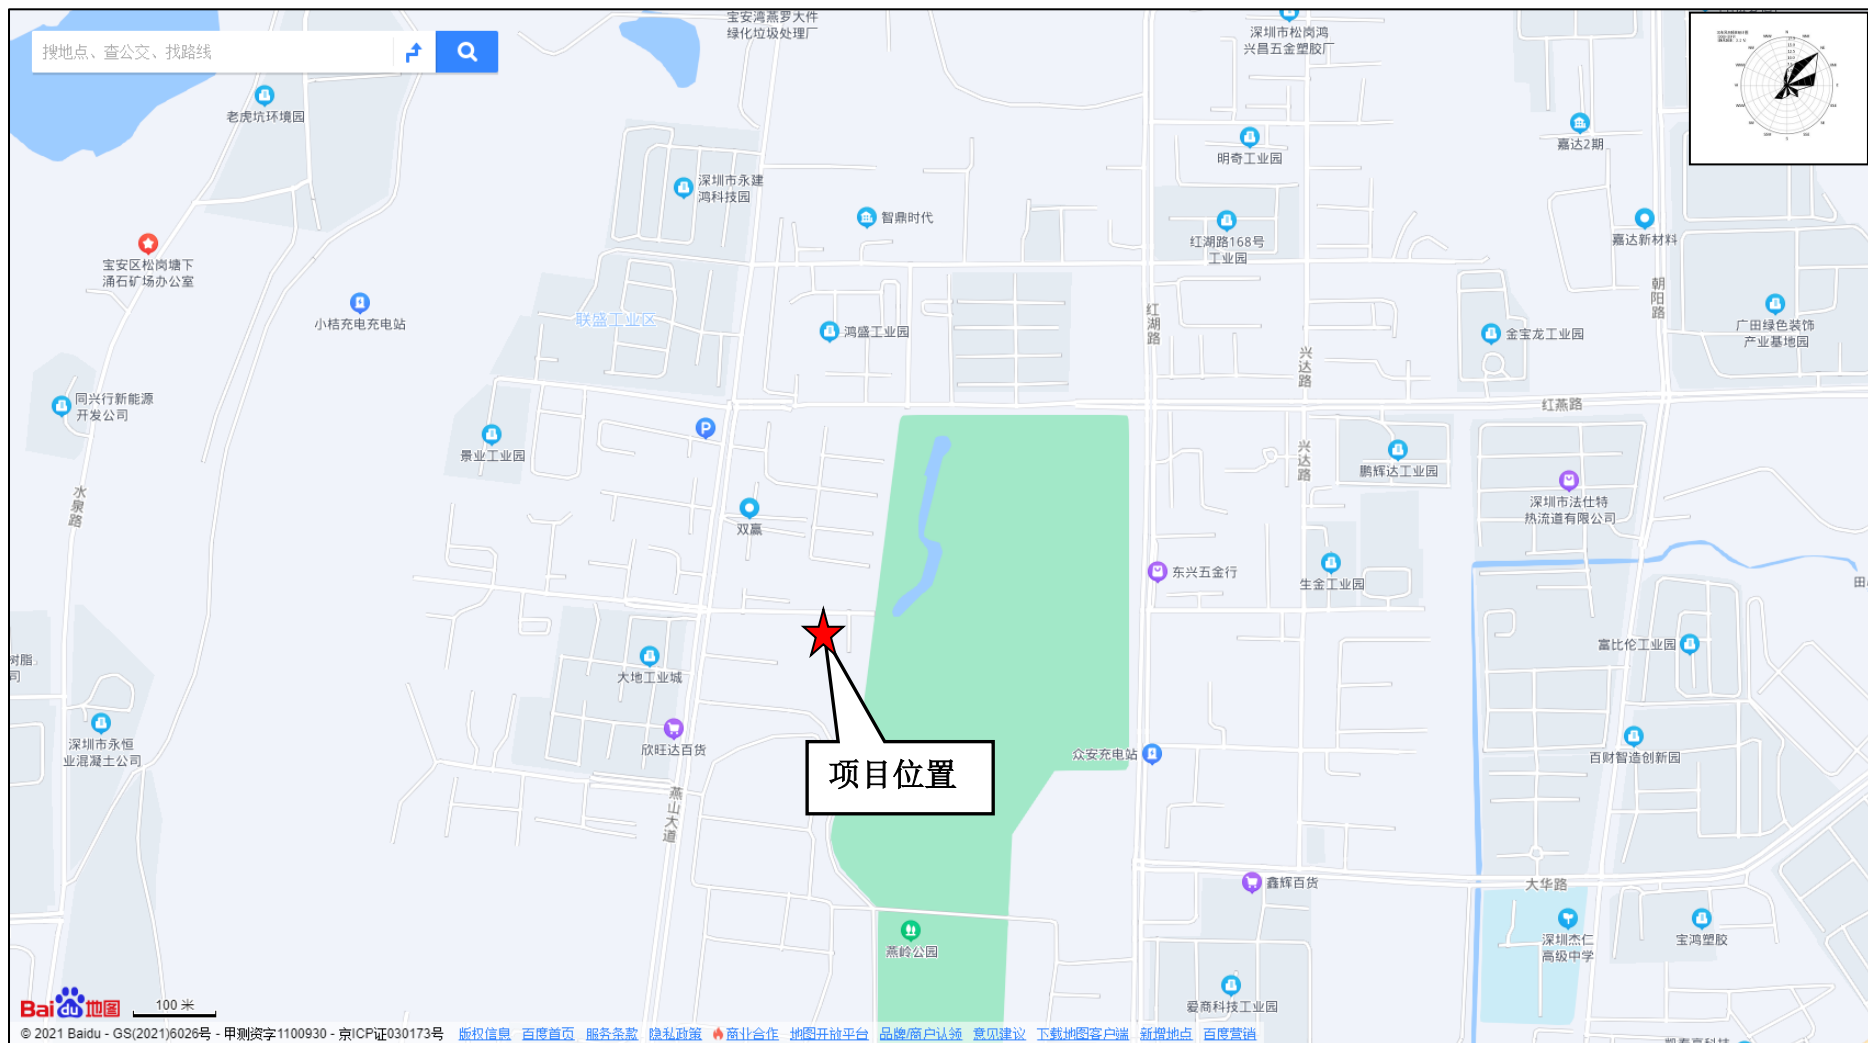 宝安湾燕罗大件
绿化垃圾处理厂
深圳市松岗鸿
兴昌五金塑胶厂
搜地点、查公交、找路线
老虎坑环境园
明奇工业园
嘉达2期
深圳市永建
鸿科技园
智鼎时代
红湖路168号
工业园
嘉达新材料
宝安区松岗塘下
涌石矿场办公室
小桔充电充电站
联盛工业区
鸿盛工业园
红湖路
兴达路
金宝龙工业园
朝阳路
广田绿色装饰
产业基地园
同兴行新能源
开发公司
红燕路
P
景业工业园
兴达路
鹏辉达工业园
水泉路
双赢
深圳市法仕特
热流道有限公司
东兴五金行
生金工业园
田
树脂
司
大地工业城
富比伦工业园
深圳市永恒
业混凝土公司
欣旺达百货
项目位置
众安充电站
百财智造创新园
燕山大道
鑫辉百货
大华路
燕岭公园
深圳杰仁
高级中学
宝鸿塑胶
爱商科技工业园
Bai du 地图
100 米
© 2021 Baidu - GS(2021)6026号 - 甲测资字1100930 - 京ICP证030173号 版权信息 百度首页 服务条款 隐私政策 商业合作 地图开放平台 品牌/商户认领 意见建议 下载地图客户端 新增地点 百度营销